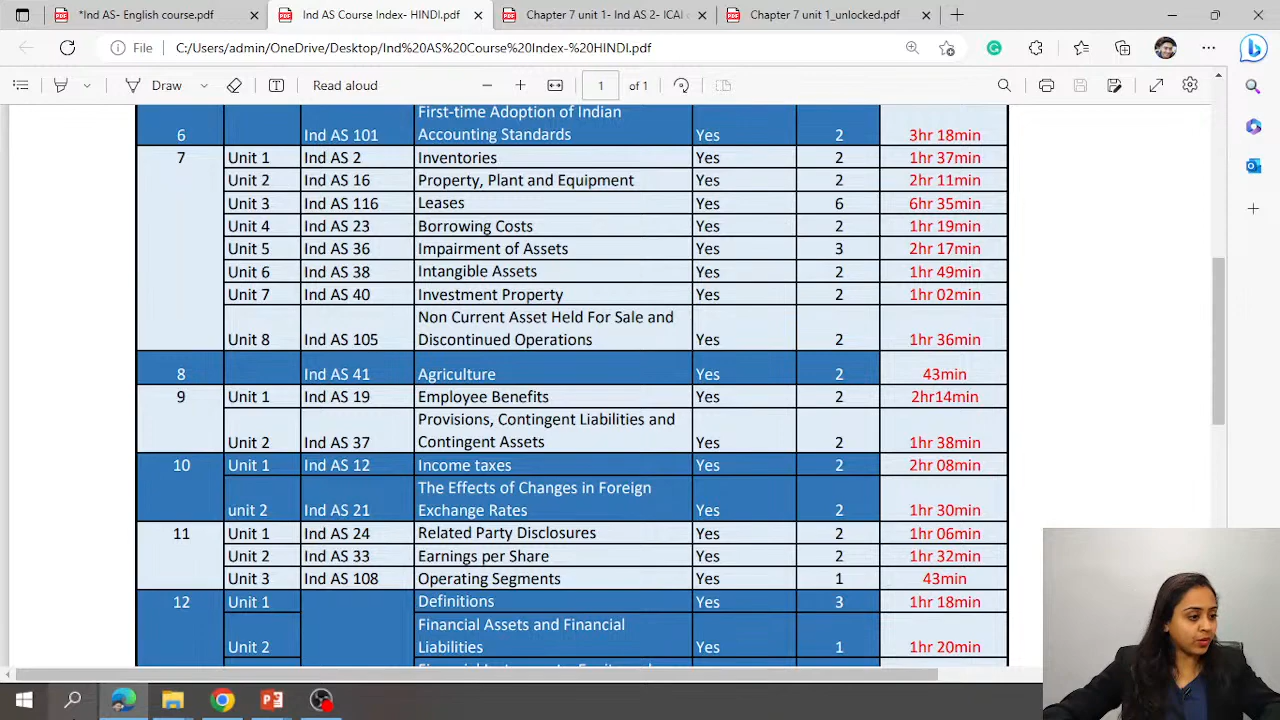 *Ind AS- English course.pdf
Ind AS Course Index- HINDI.pdf
Chapter 7 unit 1- Ind AS 2- ICAI
Chapter 7 unit 1_unlocked.pdf
File
C:/Users/admin/OneDrive/Desktop/Ind%20AS%20Course%20Index-%20HINDI.pdf
Draw
Read aloud
1 of 1
First-time Adoption of Indian
6 Ind AS 101 Accounting Standards Yes 2 3hr 18min
7 Unit 1 Ind AS 2 Inventories Yes 2 1hr 37min
Unit 2 Ind AS 16 Property, Plant and Equipment Yes 2 2hr 11min
Unit 3 Ind AS 116 Leases Yes 6 6hr 35min
Unit 4 Ind AS 23 Borrowing Costs Yes 2 1hr 19min
Unit 5 Ind AS 36 Impairment of Assets Yes 3 2hr 17min
Unit 6 Ind AS 38 Intangible Assets Yes 2 1hr 49min
Unit 7 Ind AS 40 Investment Property Yes 2 1hr 02min
Non Current Asset Held For Sale and
Unit 8 Ind AS 105 Discontinued Operations Yes 2 1hr 36min
8 Ind AS 41 Agriculture Yes 2 43min
9 Unit 1 Ind AS 19 Employee Benefits Yes 2 2hr14min
Provisions, Contingent Liabilities and
Unit 2 Ind AS 37 Contingent Assets Yes 2 1hr 38min
10 Unit 1 Ind AS 12 Income taxes Yes 2 2hr 08min
The Effects of Changes in Foreign
unit 2 Ind AS 21 Exchange Rates Yes 2 1hr 30min
11 Unit 1 Ind AS 24 Related Party Disclosures Yes 2 1hr 06min
Unit 2 Ind AS 33 Earnings per Share Yes 2 1hr 32min
Unit 3 Ind AS 108 Operating Segments Yes 1 43min
12 Unit 1 Definitions Yes 3 1hr 18min
Financial Assets and Financial
Unit 2 Liabilities Yes 1 1hr 20min